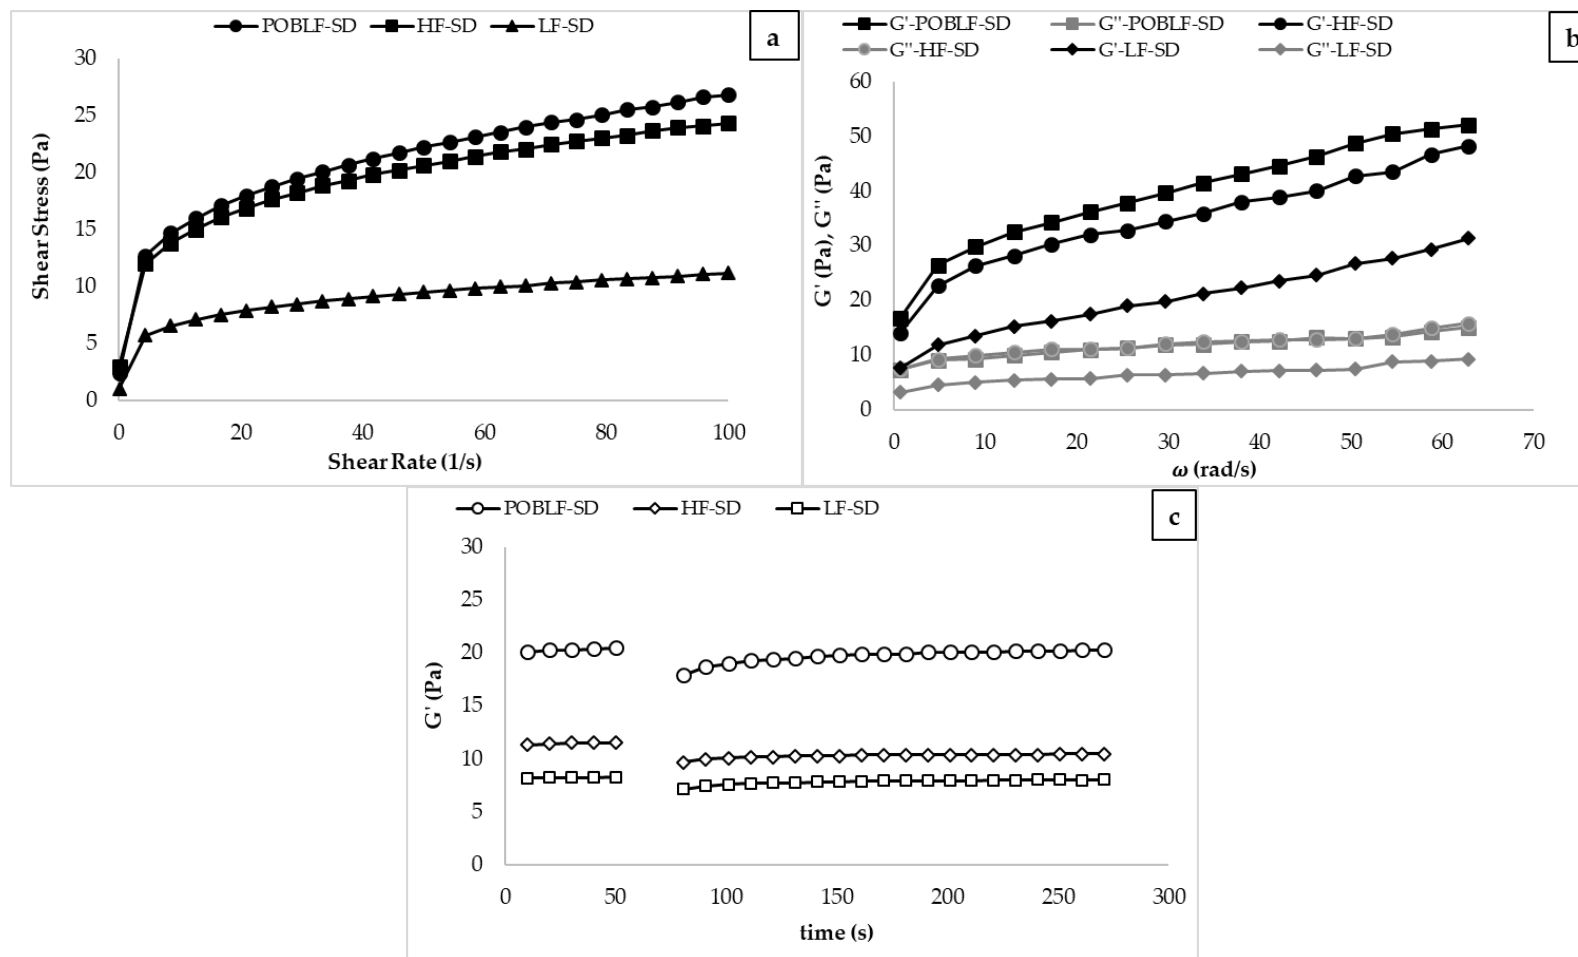 POBLF-SD HF-SD LF-SD
a
30
25
20
15
10
5
0
Shear Stress (Pa)
0 20 40 60 80 100
Shear Rate (1/s)
G'-POBLF-SD G''-POBLF-SD G'-HF-SD
G''-HF-SD G'-LF-SD G''-LF-SD
b
60
50
40
30
20
10
0
G' (Pa), G'' (Pa)
0 10 20 30 40 50 60 70
ω (rad/s)
POBLF-SD HF-SD LF-SD
c
30
25
20
15
10
5
0
G' (Pa)
0 50 100 150 200 250 300
time (s)